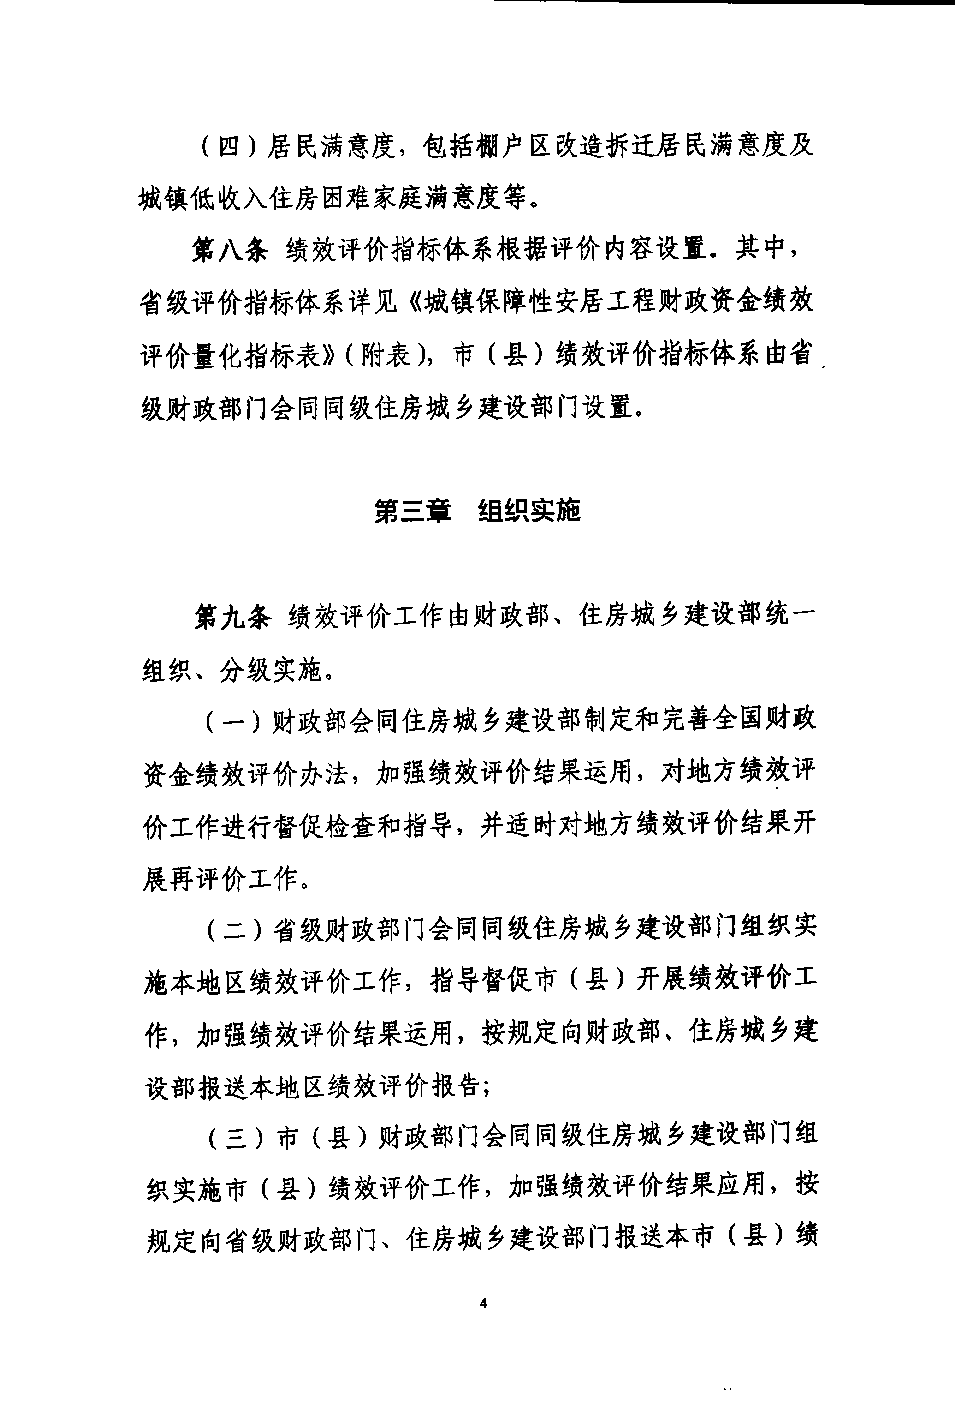 （四）居民满意度，包括棚户区改造拆迁居民满意度及
城镇低收入住房困难家庭满意度等。
第八条 绩效评价指标体系根据评价内容设置。其中，
省级评价指标体系详见《城镇保障性安居工程财政资金绩效
评价量化指标表》（附表），市（县）绩效评价指标体系由省
级财政部门会同同级住房城乡建设部门设置。
第三章 组织实施
第九条 绩效评价工作由财政部、住房城乡建设部统一
组织、分级实施。
（一）财政部会同住房城乡建设部制定和完善全国财政
资金绩效评价办法，加强绩效评价结果运用，对地方绩效评
价工作进行督促检查和指导，并适时对地方绩效评价结果开
展再评价工作。
（二）省级财政部门会同同级住房城乡建设部门组织实
施本地区绩效评价工作，指导督促市（县）开展绩效评价工
作，加强绩效评价结果运用，按规定向财政部、住房城乡建
设部报送本地区绩效评价报告；
（三）市（县）财政部门会同同级住房城乡建设部门组
织实施市（县）绩效评价工作，加强绩效评价结果应用，按
规定向省级财政部门、住房城乡建设部门报送本市（县）绩
4